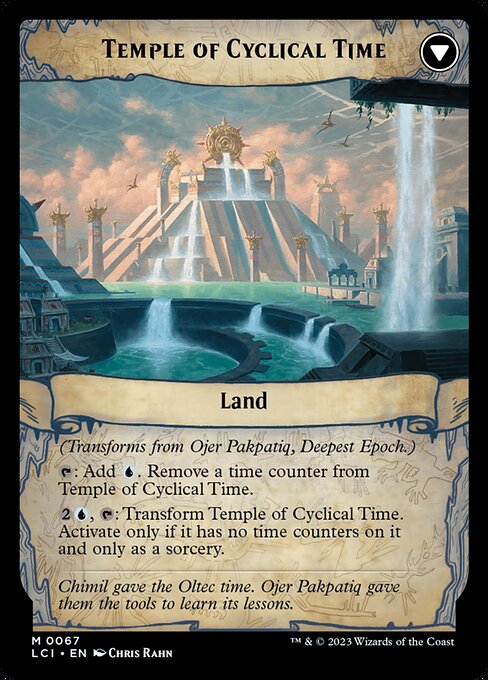 Temple of Cyclical Time
Land
(Transforms from Ojer Pakpatiq, Deepest Epoch.)
: Add . Remove a time counter from
Temple of Cyclical Time.
2 , : Transform Temple of Cyclical Time.
Activate only if it has no time counters on
it and only as a sorcery.
Chimil gave the Oltec time. Ojer Pakpatiq gave
them the tools to learn its lessons.
M 0067
LCI • EN Chris Rahn
™ & © 2023 Wizards of the Coast